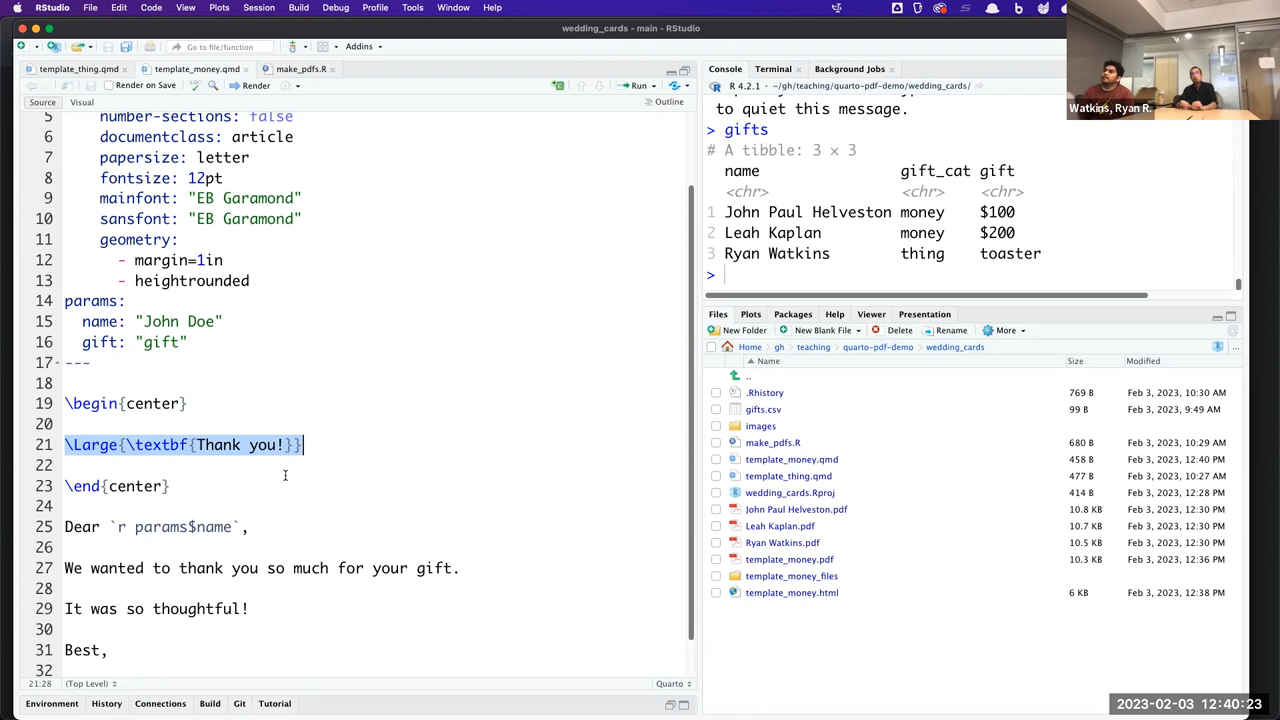 RStudio File Edit Code View Plots Session Build Debug Profile Tools Window Help
wedding_cards - main - RStudio
Go to file/function Addins
template_thing.qmd template_money.qmd make_pdfs.R
Render on Save Render Run
Source Visual Outline
5 number-sections: false
6 documentclass: article
7 papersize: letter
8 fontsize: 12pt
9 mainfont: "EB Garamond"
10 sansfont: "EB Garamond"
11 geometry:
12 - margin=1in
13 - heightrounded
14 params:
15 name: "John Doe"
16 gift: "gift"
17 ---
18
19 \begin{center}
20
21 \Large{\textbf{Thank you!}}
22
23 \end{center}
24
25 Dear `r params$name`,
26
27 We wanted to thank you so much for your gift.
28
29 It was so thoughtful!
30
31 Best,
32
21:28 (Top Level) Quarto
Environment History Connections Build Git Tutorial
Console Terminal Background Jobs
R 4.2.1 · ~/gh/teaching/quarto-pdf-demo/wedding_cards/
to quiet this message.
> gifts
# A tibble: 3 × 3
name gift_cat gift
<chr> <chr> <chr>
1 John Paul Helveston money $100
2 Leah Kaplan money $200
3 Ryan Watkins thing toaster
>
Files Plots Packages Help Viewer Presentation
New Folder New Blank File Delete Rename More
Home gh teaching quarto-pdf-demo wedding_cards ...
Name Size Modified
..
.Rhistory 769 B Feb 3, 2023, 10:30 AM
gifts.csv 99 B Feb 3, 2023, 9:49 AM
images
make_pdfs.R 680 B Feb 3, 2023, 10:29 AM
template_money.qmd 458 B Feb 3, 2023, 12:40 PM
template_thing.qmd 477 B Feb 3, 2023, 10:27 AM
wedding_cards.Rproj 414 B Feb 3, 2023, 12:28 PM
John Paul Helveston.pdf 10.8 KB Feb 3, 2023, 12:30 PM
Leah Kaplan.pdf 10.7 KB Feb 3, 2023, 12:30 PM
Ryan Watkins.pdf 10.5 KB Feb 3, 2023, 12:30 PM
template_money.pdf 10.3 KB Feb 3, 2023, 12:36 PM
template_money_files
template_money.html 6 KB Feb 3, 2023, 12:38 PM
Watkins, Ryan R.
2023-02-03 12:40:23